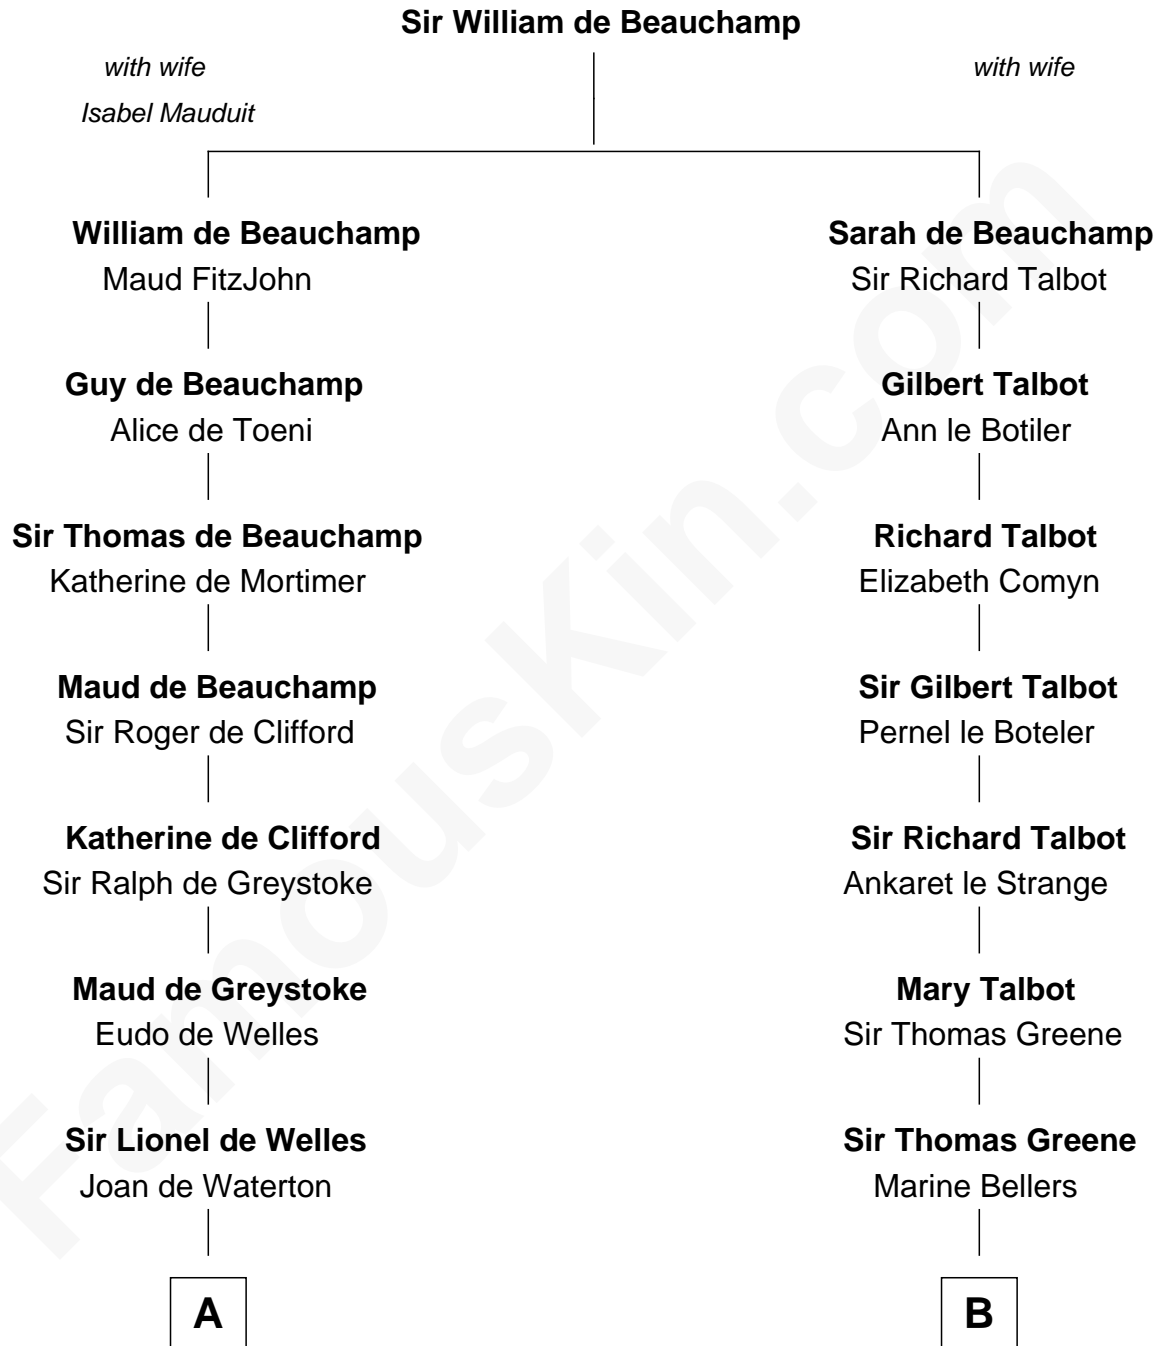 Sir William de Beauchamp
with wife
Isabel Mauduit
with wife
William de Beauchamp
Maud FitzJohn
Sarah de Beauchamp
Sir Richard Talbot
Guy de Beauchamp
Alice de Toeni
Gilbert Talbot
Ann le Botiler
Sir Thomas de Beauchamp
Katherine de Mortimer
Richard Talbot
Elizabeth Comyn
Maud de Beauchamp
Sir Roger de Clifford
Sir Gilbert Talbot
Pernel le Boteler
Katherine de Clifford
Sir Ralph de Greystoke
Sir Richard Talbot
Ankaret le Strange
Maud de Greystoke
Eudo de Welles
Mary Talbot
Sir Thomas Greene
Sir Lionel de Welles
Joan de Waterton
Sir Thomas Greene
Marine Bellers
A
B
FamousKin.com